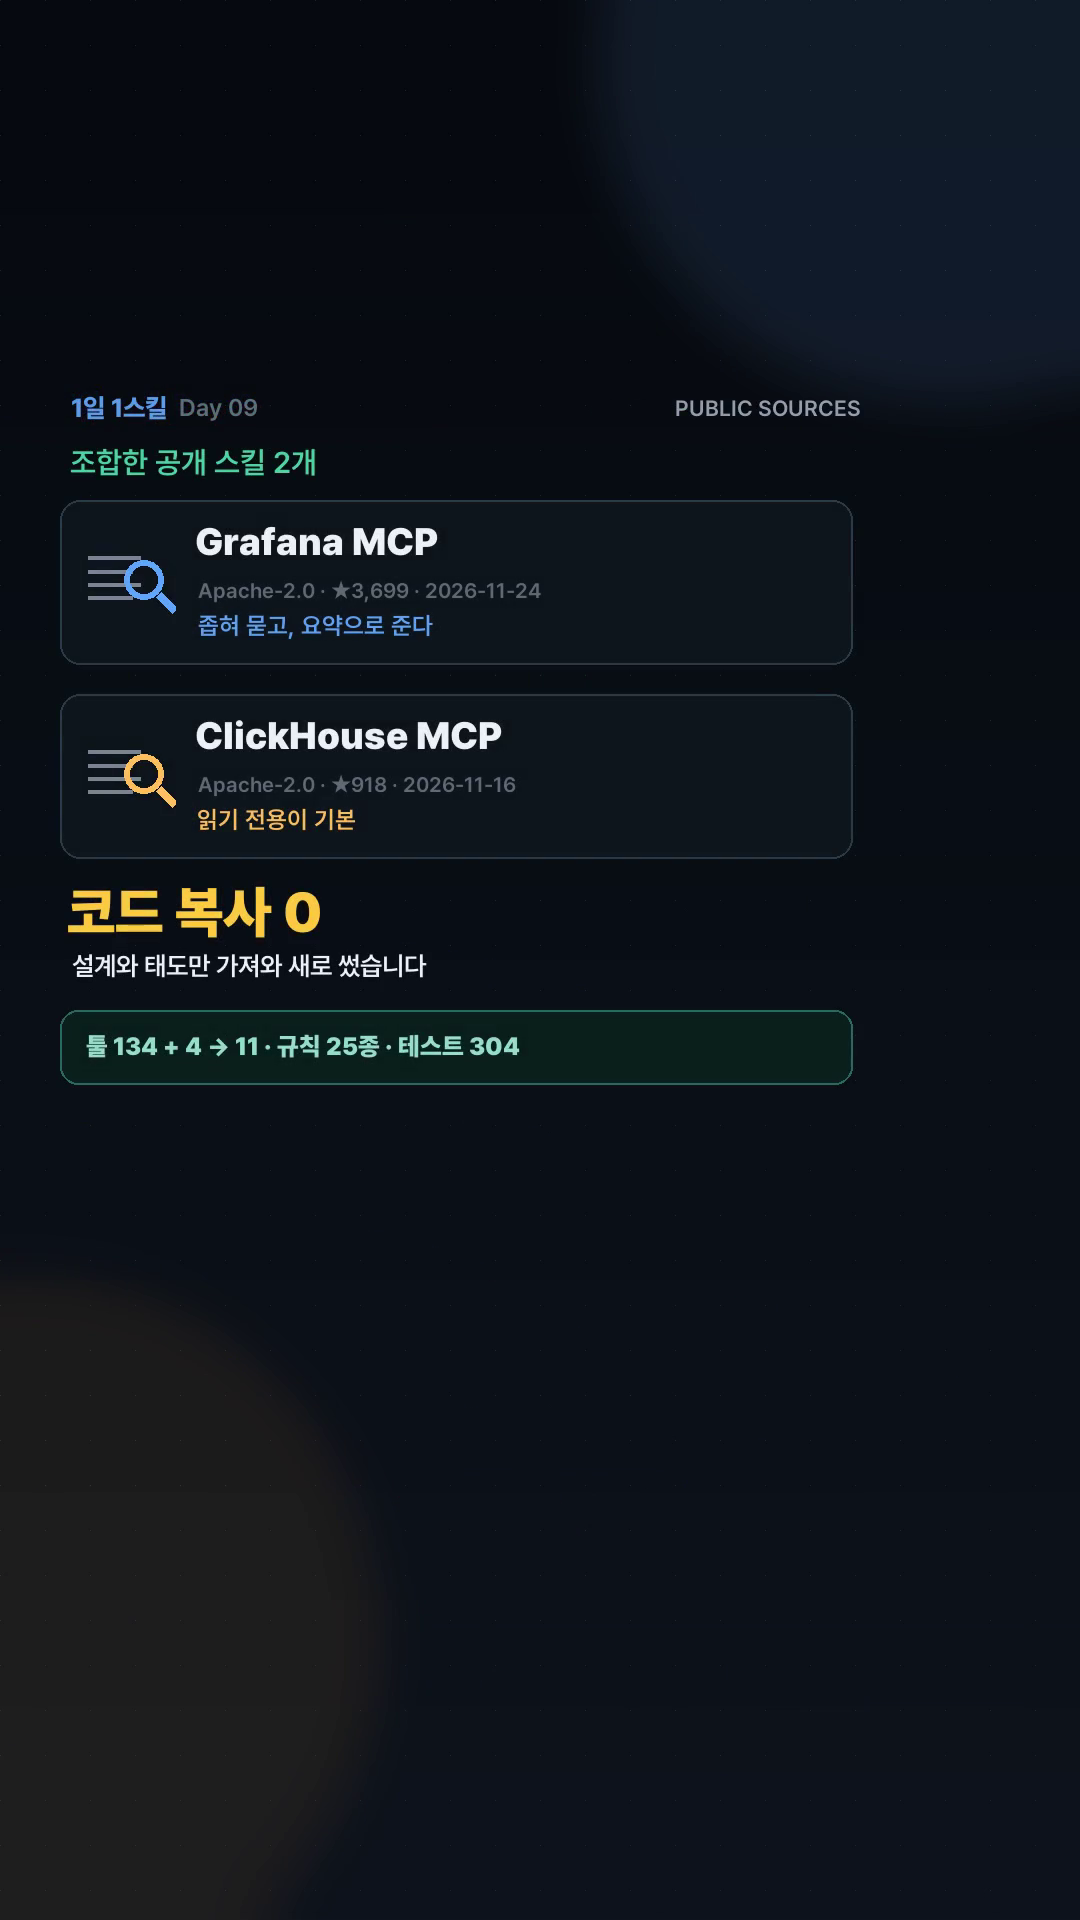 1일 1스킬 Day 09 PUBLIC SOURCES
조합한 공개 스킬 2개
Grafana MCP
Apache-2.0 · ★3,699 · 2026-11-24
좁혀 묻고, 요약으로 준다
ClickHouse MCP
Apache-2.0 · ★918 · 2026-11-16
읽기 전용이 기본
코드 복사 0
설계와 태도만 가져와 새로 썼습니다
툴 134 + 4 → 11 · 규칙 25종 · 테스트 304